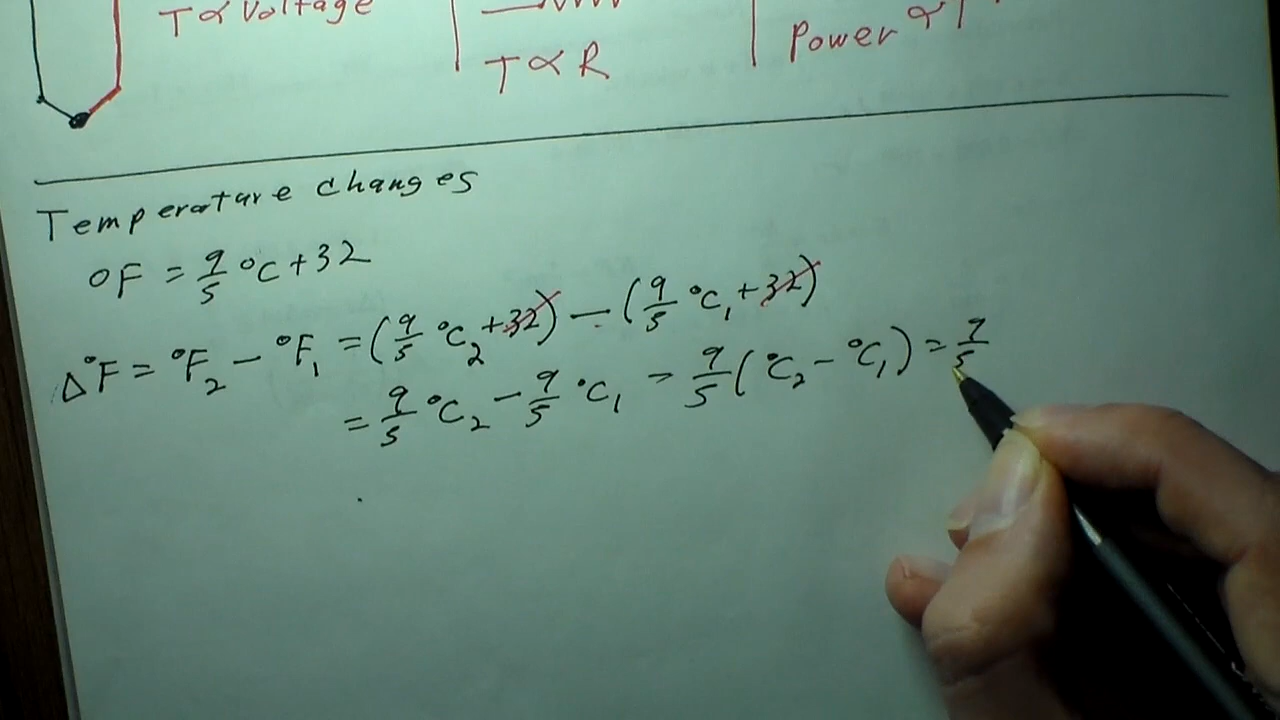 T∝Voltage
T∝R
Power ∝ T
Temperature changes
°F = 9/5 °C + 32
Δ°F = °F₂ − °F₁ = (9/5 °C₂ + 32) − (9/5 °C₁ + 32)
= 9/5 °C₂ − 9/5 °C₁ = 9/5 (°C₂ − °C₁) = 9/5